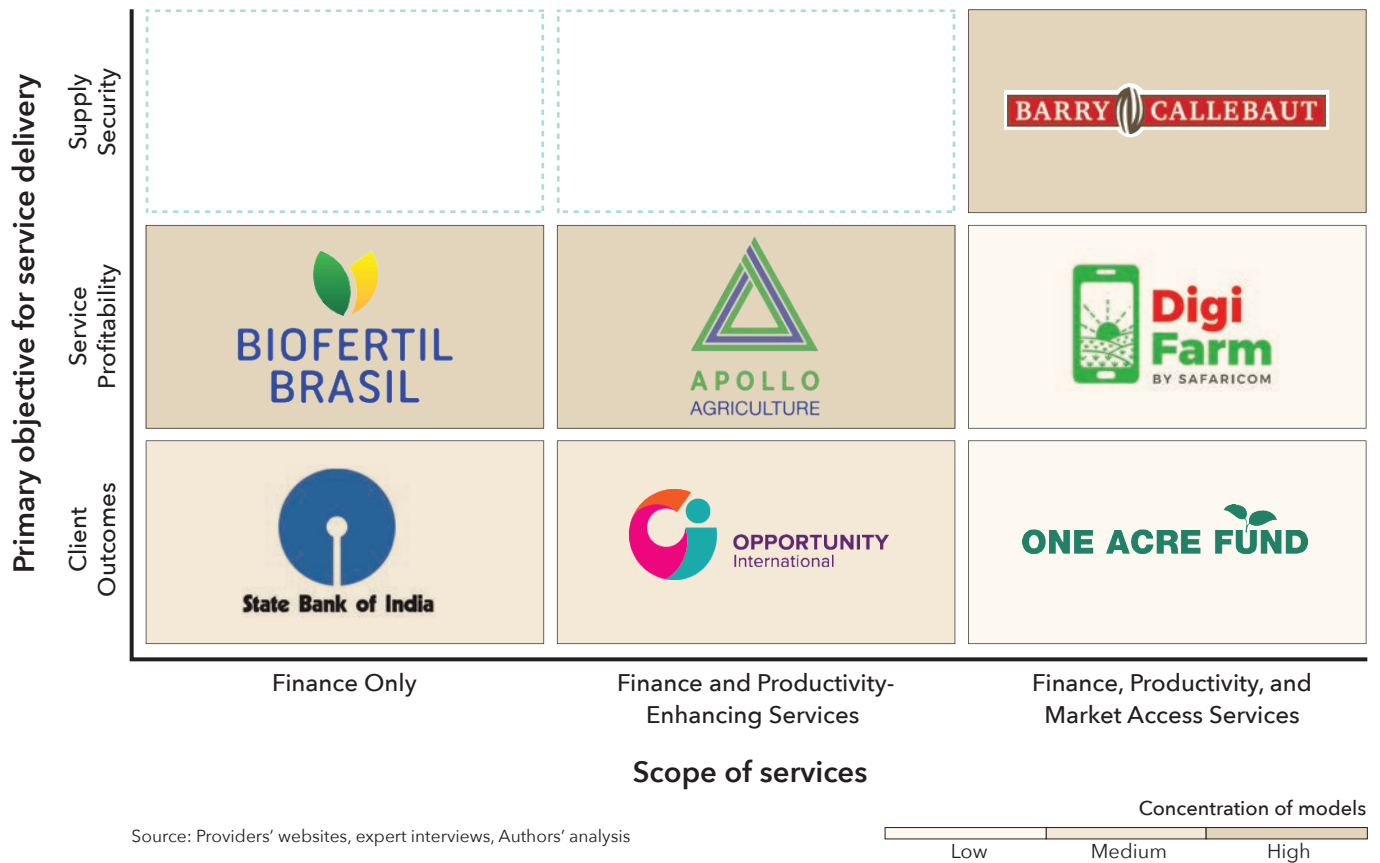 Primary objective for service delivery
Supply
Security
BARRY CALLEBAUT
Service
Profitability
BIOFERTIL
BRASIL
APOLLO
AGRICULTURE
Digi
Farm
BY SAFARICOM
Client
Outcomes
State Bank of India
OPPORTUNITY
International
ONE ACRE FUND
Finance Only
Finance and Productivity-
Enhancing Services
Finance, Productivity, and
Market Access Services
Scope of services
Source: Providers' websites, expert interviews, Authors' analysis
Concentration of models
Low
Medium
High